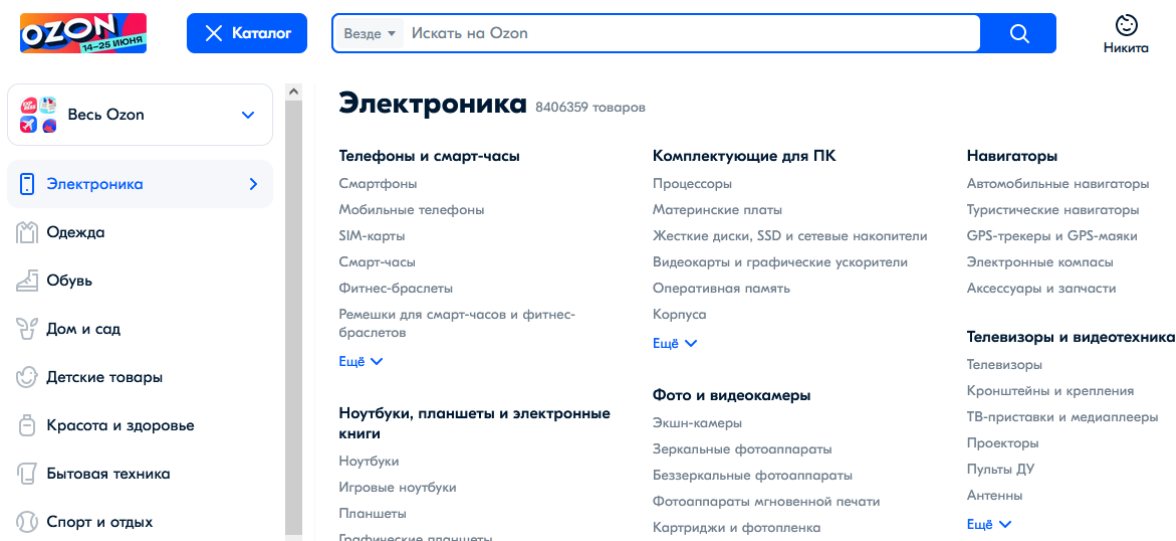 OZON
14–25 ИЮНЯ
Каталог
Везде
Искать на Ozon
Никита
Весь Ozon
Электроника
Одежда
Обувь
Дом и сад
Детские товары
Красота и здоровье
Бытовая техника
Спорт и отдых
Электроника 8406359 товаров
Телефоны и смарт-часы
Смартфоны
Мобильные телефоны
SIM-карты
Смарт-часы
Фитнес-браслеты
Ремешки для смарт-часов и фитнес-
браслетов
Ещё
Ноутбуки, планшеты и электронные
книги
Ноутбуки
Игровые ноутбуки
Планшеты
Графические планшеты
Комплектующие для ПК
Процессоры
Материнские платы
Жесткие диски, SSD и сетевые накопители
Видеокарты и графические ускорители
Оперативная память
Корпуса
Ещё
Фото и видеокамеры
Экшн-камеры
Зеркальные фотоаппараты
Беззеркальные фотоаппараты
Фотоаппараты мгновенной печати
Картриджи и фотопленка
Навигаторы
Автомобильные навигаторы
Туристические навигаторы
GPS-трекеры и GPS-маяки
Электронные компасы
Аксессуары и запчасти
Телевизоры и видеотехника
Телевизоры
Кронштейны и крепления
ТВ-приставки и медиаплееры
Проекторы
Пульты ДУ
Антенны
Ещё